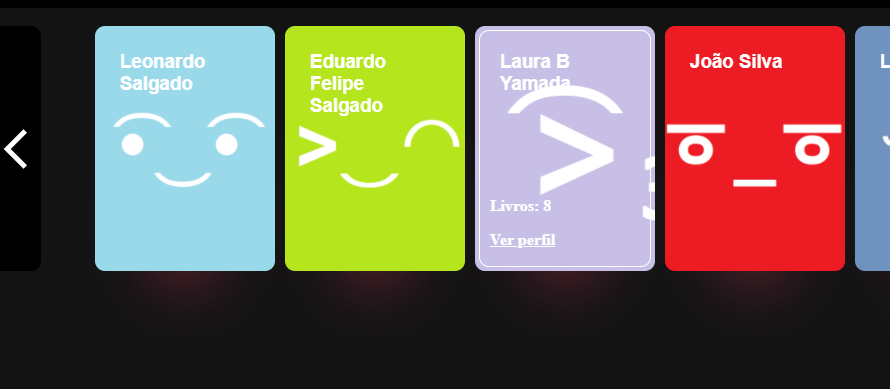 Leonardo
Salgado
Eduardo
Felipe
Salgado
Laura B
Yamada
Livros: 8
Ver perfil
João Silva
L